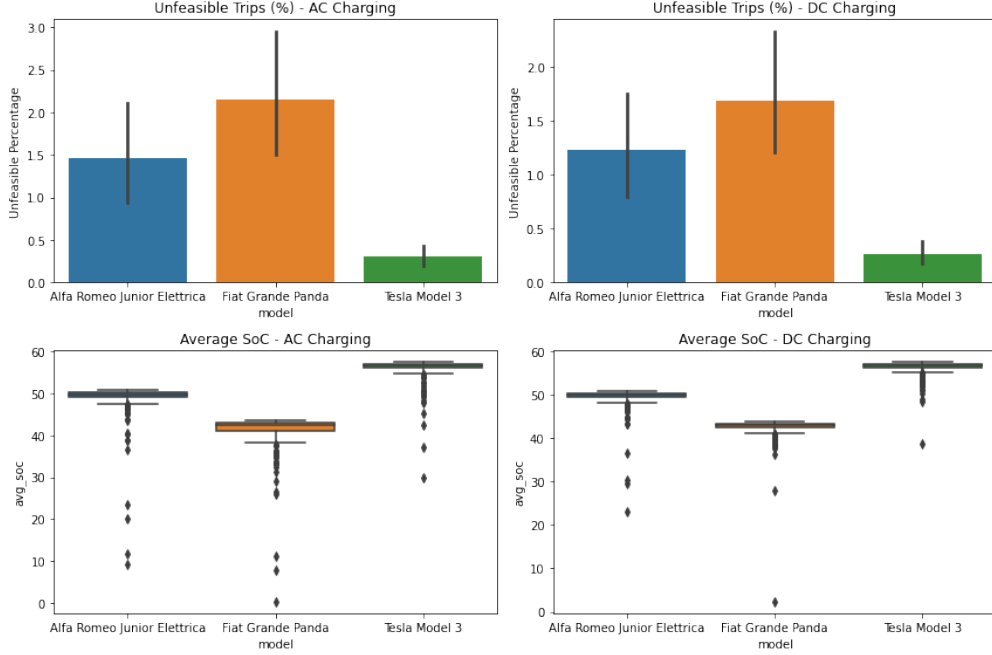 Unfeasible Trips (%) - AC Charging
Unfeasible Percentage
3.0
2.5
2.0
1.5
1.0
0.5
0.0
Alfa Romeo Junior Elettrica Fiat Grande Panda Tesla Model 3
model
Unfeasible Trips (%) - DC Charging
Unfeasible Percentage
2.0
1.5
1.0
0.5
0.0
Alfa Romeo Junior Elettrica Fiat Grande Panda Tesla Model 3
model
Average SoC - AC Charging
avg_soc
60
50
40
30
20
10
0
Alfa Romeo Junior Elettrica Fiat Grande Panda Tesla Model 3
model
Average SoC - DC Charging
avg_soc
60
50
40
30
20
10
0
Alfa Romeo Junior Elettrica Fiat Grande Panda Tesla Model 3
model